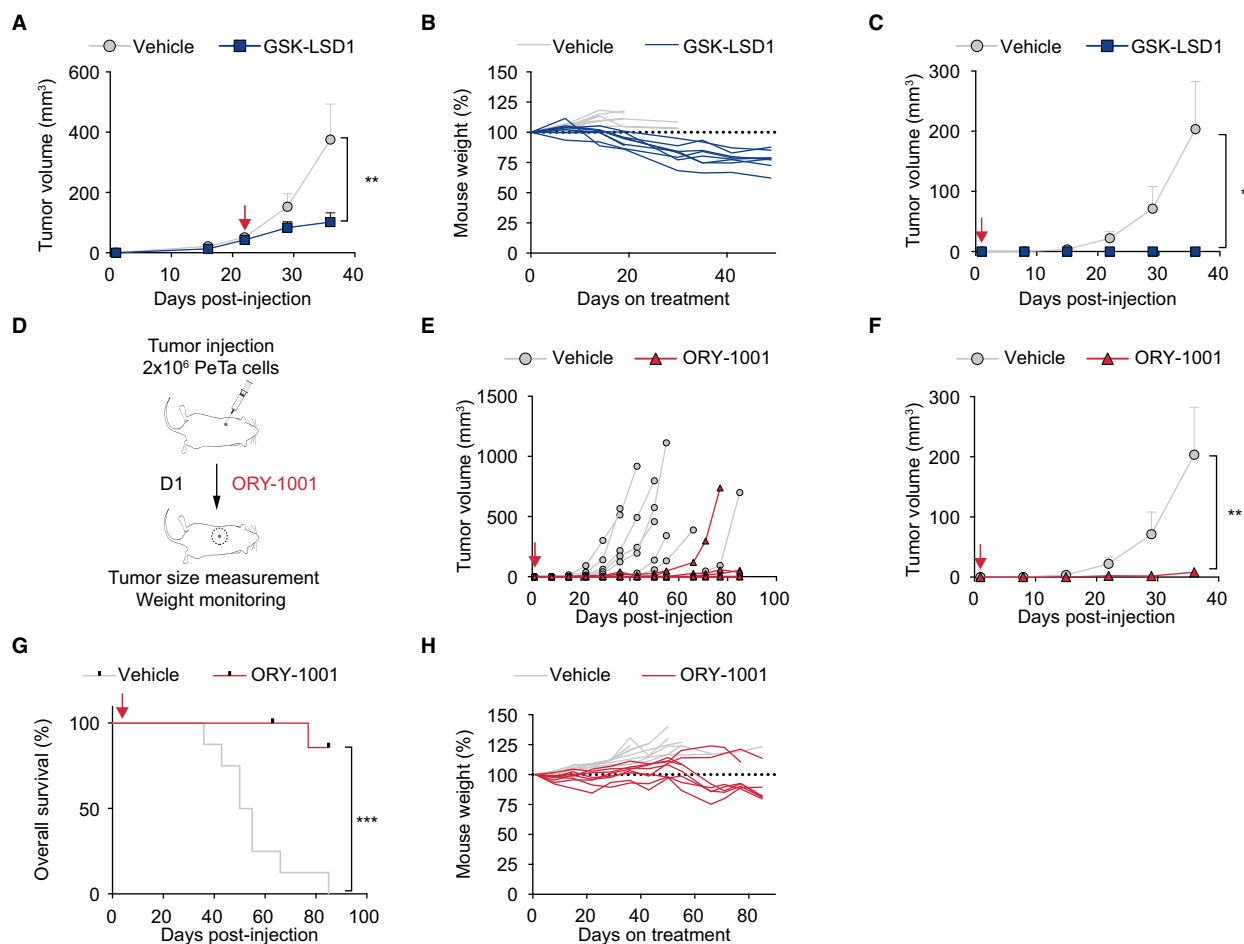 A
Vehicle GSK-LSD1
Tumor volume (mm³)
600
400
200
0
0 10 20 30 40
Days post-injection
**
B
Vehicle GSK-LSD1
Mouse weight (%)
150
125
100
75
50
25
0
0 20 40
Days on treatment
C
Vehicle GSK-LSD1
Tumor volume (mm³)
300
200
100
0
0 10 20 30 40
Days post-injection
*
D
Tumor injection
2x10⁶ PeTa cells
D1 ORY-1001
Tumor size measurement
Weight monitoring
E
Vehicle ORY-1001
Tumor volume (mm³)
1500
1000
500
0
0 20 40 60 80 100
Days post-injection
F
Vehicle ORY-1001
Tumor volume (mm³)
300
200
100
0
0 10 20 30 40
Days post-injection
**
G
Vehicle ORY-1001
Overall survival (%)
100
50
0
0 20 40 60 80 100
Days post-injection
***
H
Vehicle ORY-1001
Mouse weight (%)
150
125
100
75
50
25
0
0 20 40 60 80
Days on treatment